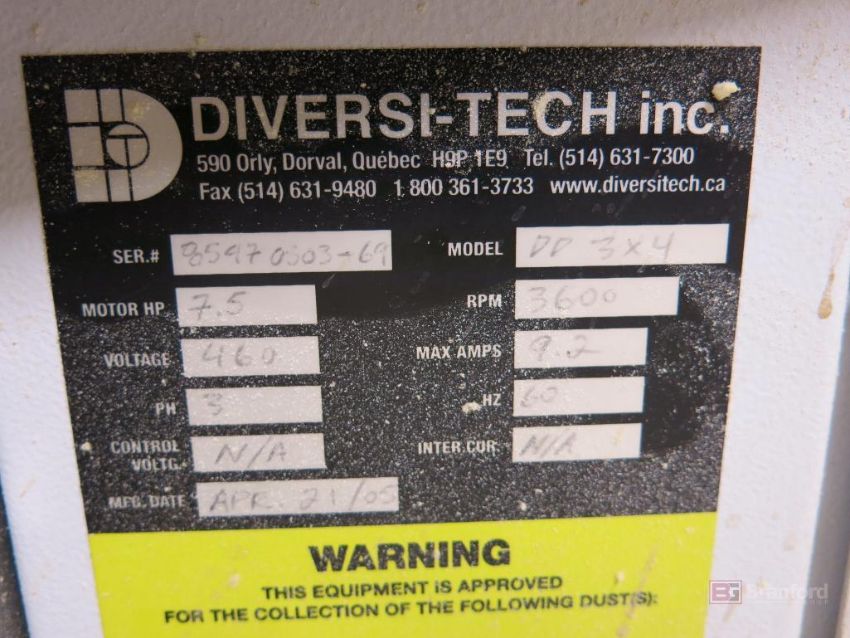 DIVERSI-TECH inc.
590 Orly, Dorval, Québec H9P 1E9 Tel. (514) 631-7300
Fax (514) 631-9480 1 800 361-3733 www.diversitech.ca
SER.# 85970303-69 MODEL DD 3x4
MOTOR HP 7.5 RPM 3600
VOLTAGE 460 MAX AMPS 9.2
PH 3 HZ 60
CONTROL VOLTG. N/A INTER.CUR. N/A
MFG. DATE APR. 21/05
WARNING
THIS EQUIPMENT iS APPROVED
FOR THE COLLECTION OF THE FOLLOWING DUST(S):
Branford